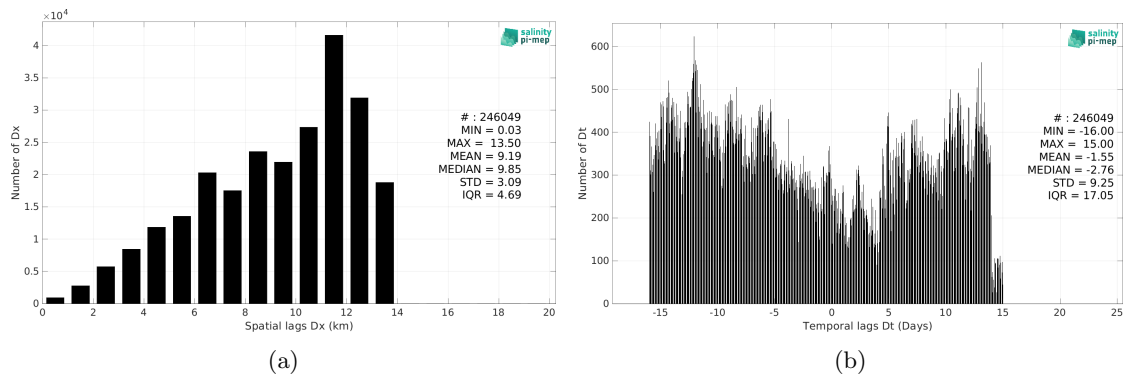 ×10⁴
4
3.5
3
2.5
2
1.5
1
0.5
0
0 2 4 6 8 10 12 14 16 18 20
Number of Dx
Spatial lags Dx (km)
salinity
pi-mep
# : 246049
MIN = 0.03
MAX = 13.50
MEAN = 9.19
MEDIAN = 9.85
STD = 3.09
IQR = 4.69
(a)
600
500
400
300
200
100
0
-15 -10 -5 0 5 10 15 20 25
Number of Dt
Temporal lags Dt (Days)
salinity
pi-mep
# : 246049
MIN = -16.00
MAX = 15.00
MEAN = -1.55
MEDIAN = -2.76
STD = 9.25
IQR = 17.05
(b)